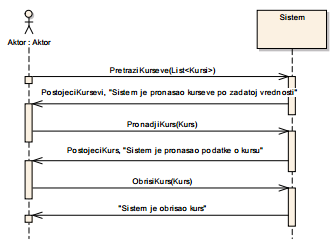 Sistem
Aktor : Aktor
PretraziKurseve(List<Kursi>)
PostojeciKursevi, "Sistem je pronasao kurseve po zadatoj vrednosti"
PronadjiKurs(Kurs)
PostojeciKurs, "Sistem je pronasao podatke o kursu"
ObrisiKurs(Kurs)
"Sistem je obrisao kurs"